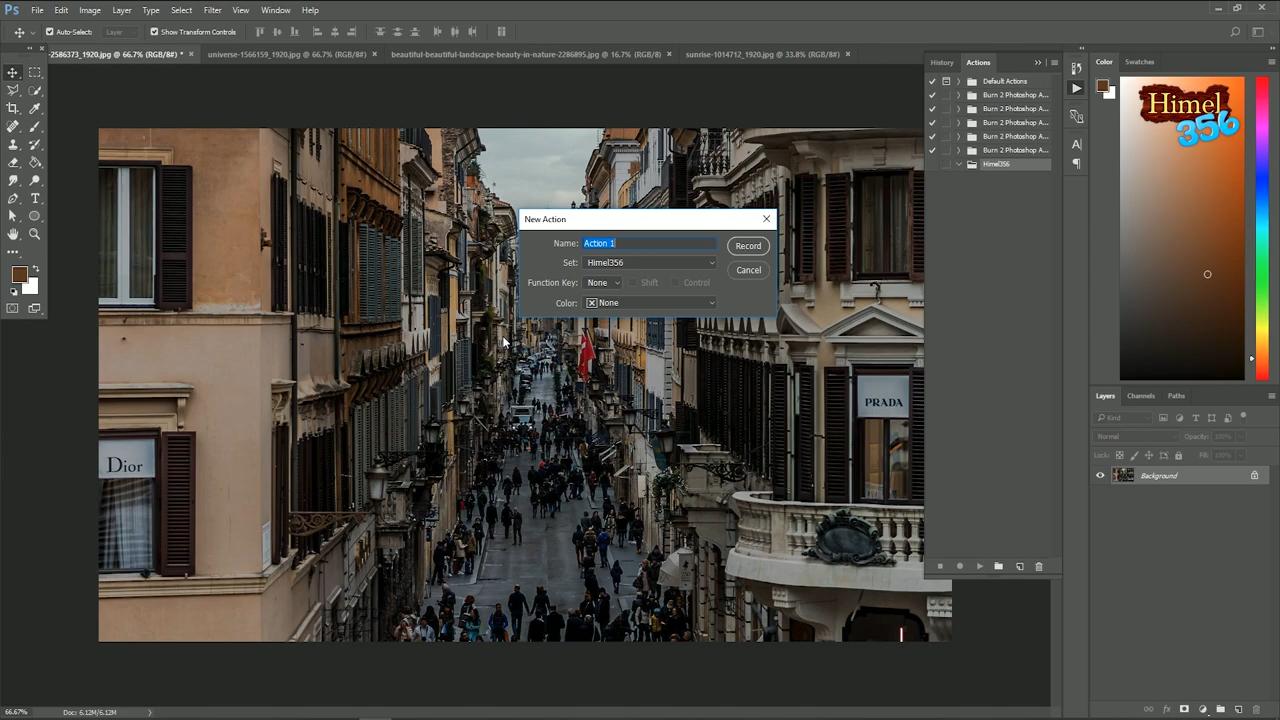 Ps File Edit Image Layer Type Select Filter View Window Help
Auto-Select: Layer Show Transform Controls
-2586373_1920.jpg @ 66.7% (RGB/8#) * × universe-1566159_1920.jpg @ 66.7% (RGB/8#) × beautiful-beautiful-landscape-beauty-in-nature-2286895.jpg @ 16.7% (RGB/8#) × sunrise-1014712_1920.jpg @ 33.8% (RGB/8#) ×
History Actions
Default Actions
Burn 2 Photoshop A...
Burn 2 Photoshop A...
Burn 2 Photoshop A...
Burn 2 Photoshop A...
Burn 2 Photoshop A...
Himel356
Color Swatches
Himel
356
New Action
Name: Action 1
Record
Set: Himel356
Cancel
Function Key: None Shift Control
Color: None
PRADA
Dior
Layers Channels Paths
Kind
Normal Opacity: 100%
Lock: Fill: 100%
Background
66.67% Doc: 6.12M/6.12M